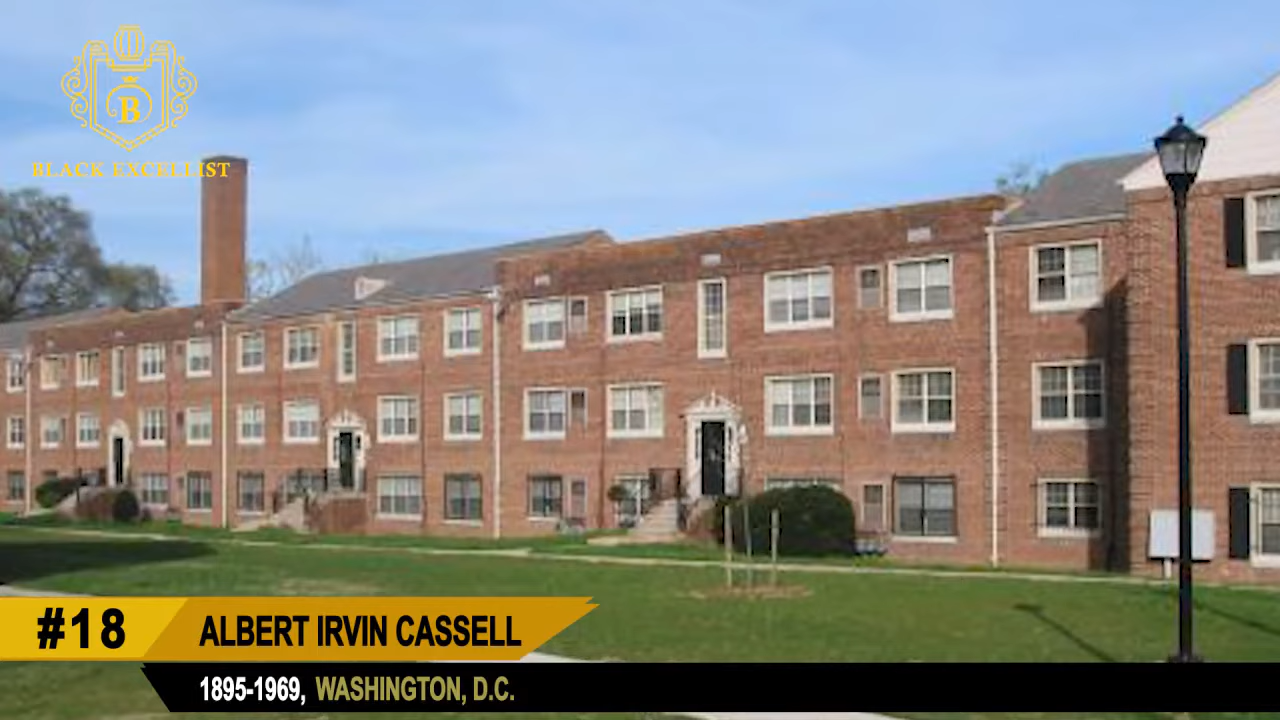 B
BLACK EXCELLIST
#18
ALBERT IRVIN CASSELL
1895-1969, WASHINGTON, D.C.